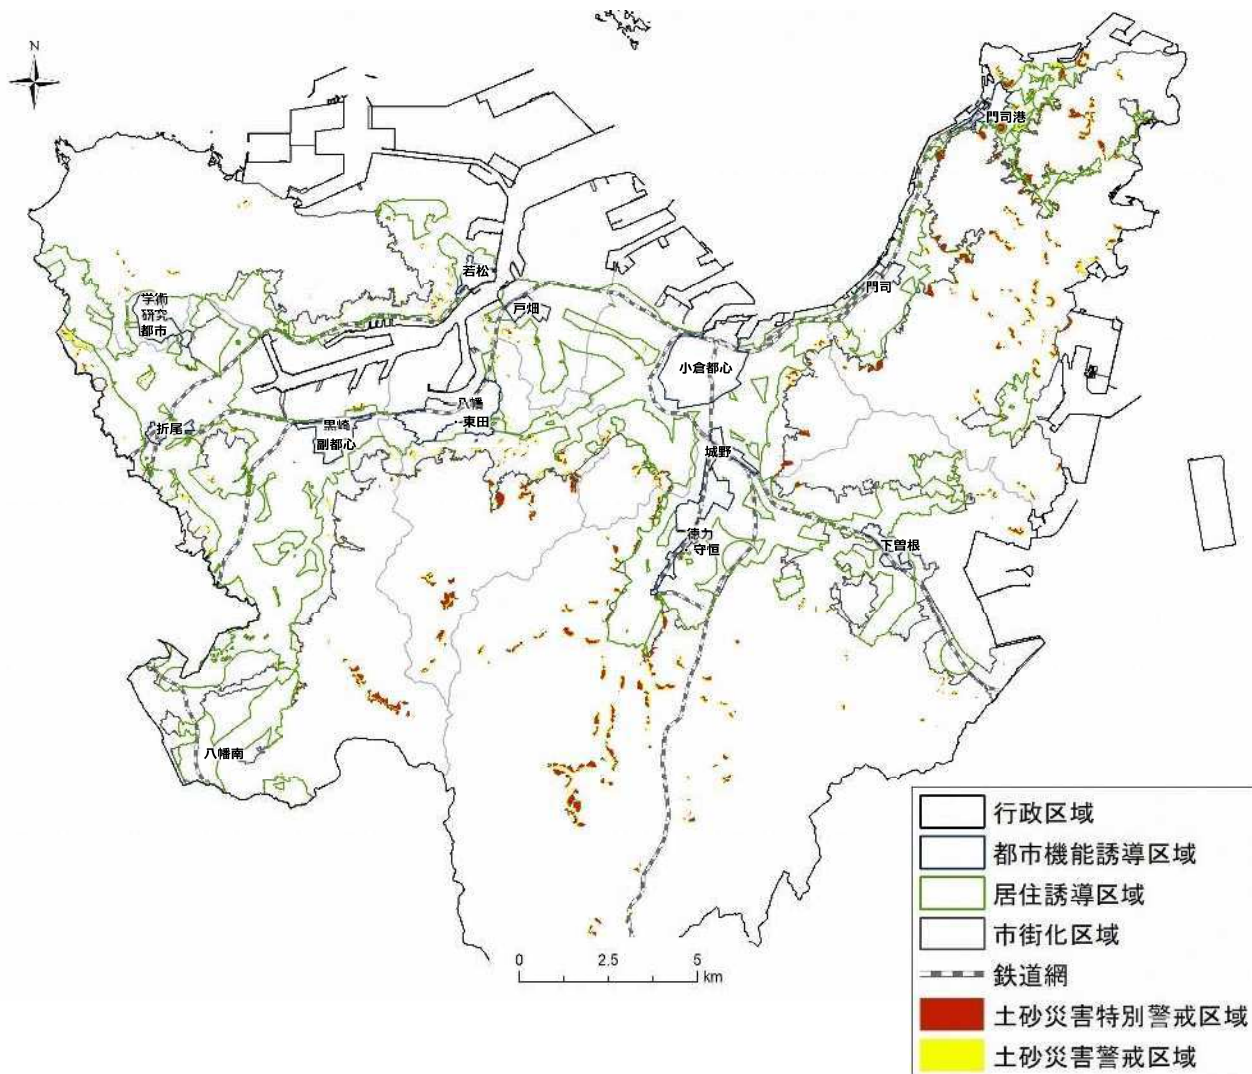 N
門司港
若松
門司
学術
研究
都市
戸畑
小倉都心
八幡
東田
折尾
黒崎
副都心
城野
徳力
守恒
下曽根
八幡南
0 2.5 5
km
行政区域
都市機能誘導区域
居住誘導区域
市街化区域
鉄道網
土砂災害特別警戒区域
土砂災害警戒区域